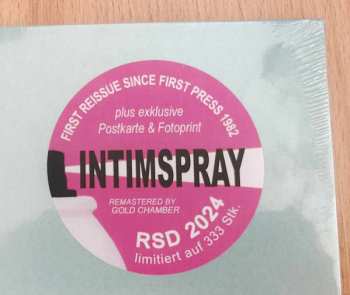 FIRST REISSUE SINCE FIRST PRESS 1982
plus exklusive
Postkarte & Fotoprint
INTIMSPRAY
REMASTERED BY
GOLD CHAMBER
RSD 2024
limitiert auf 333 Stk.